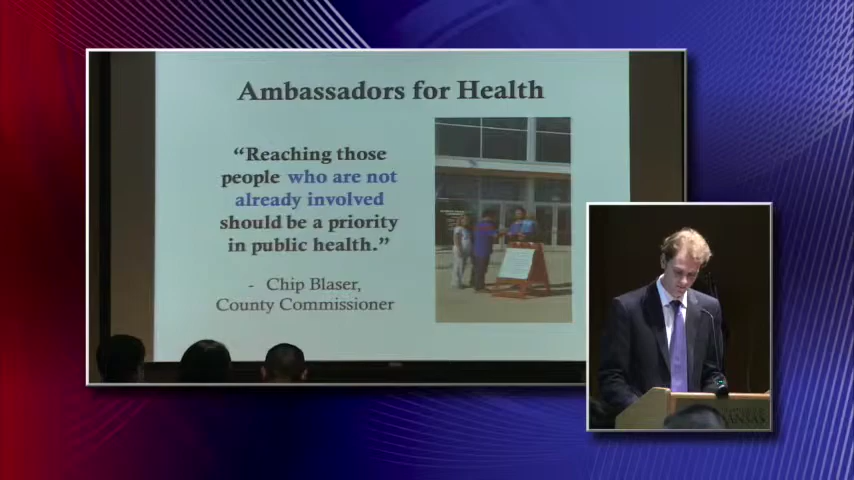 Ambassadors for Health
“Reaching those
people who are not
already involved
should be a priority
in public health.”
- Chip Blaser,
County Commissioner
KANSAS